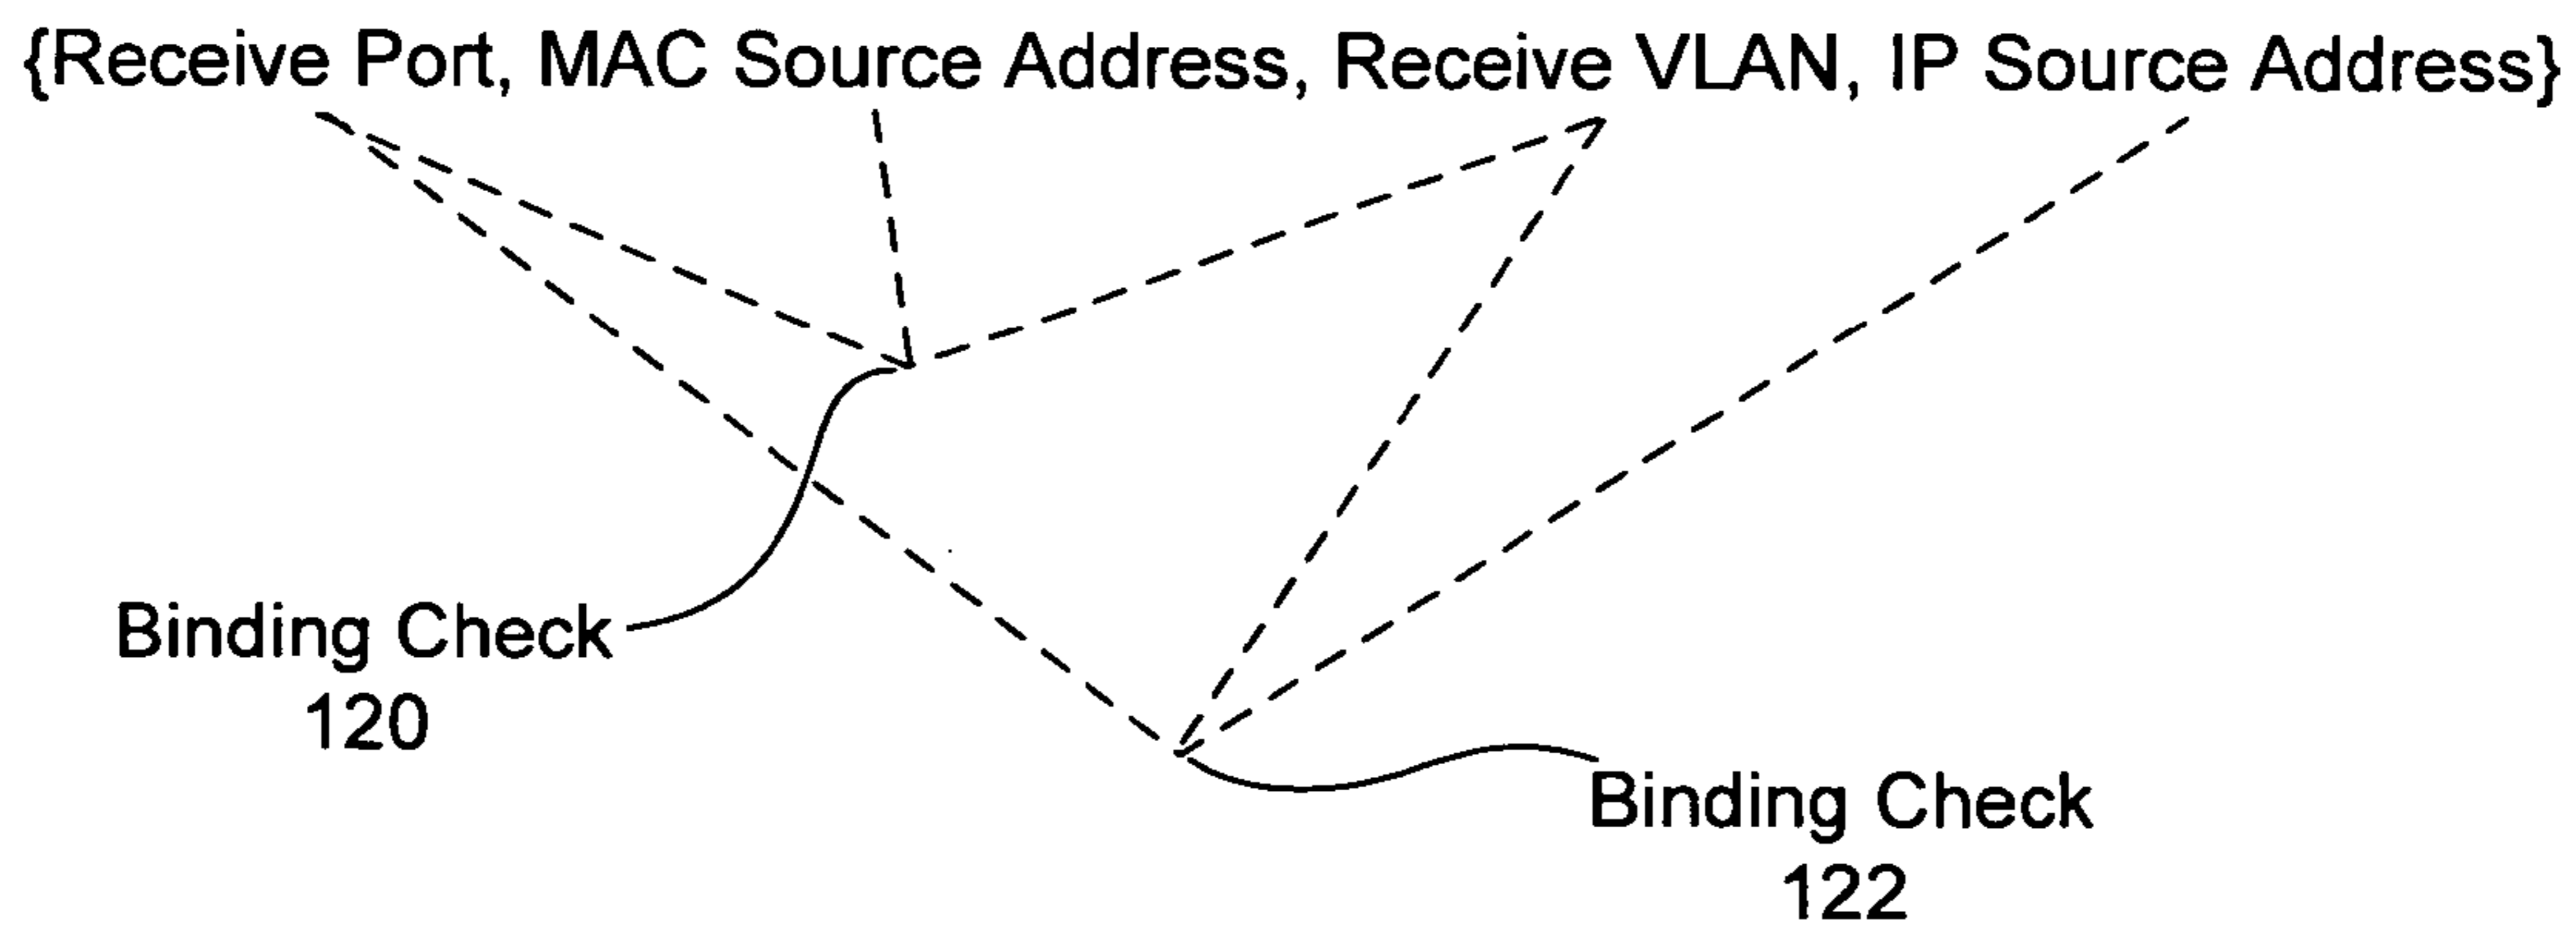 {Receive Port, MAC Source Address, Receive VLAN, IP Source Address}
Binding Check
120
Binding Check
122